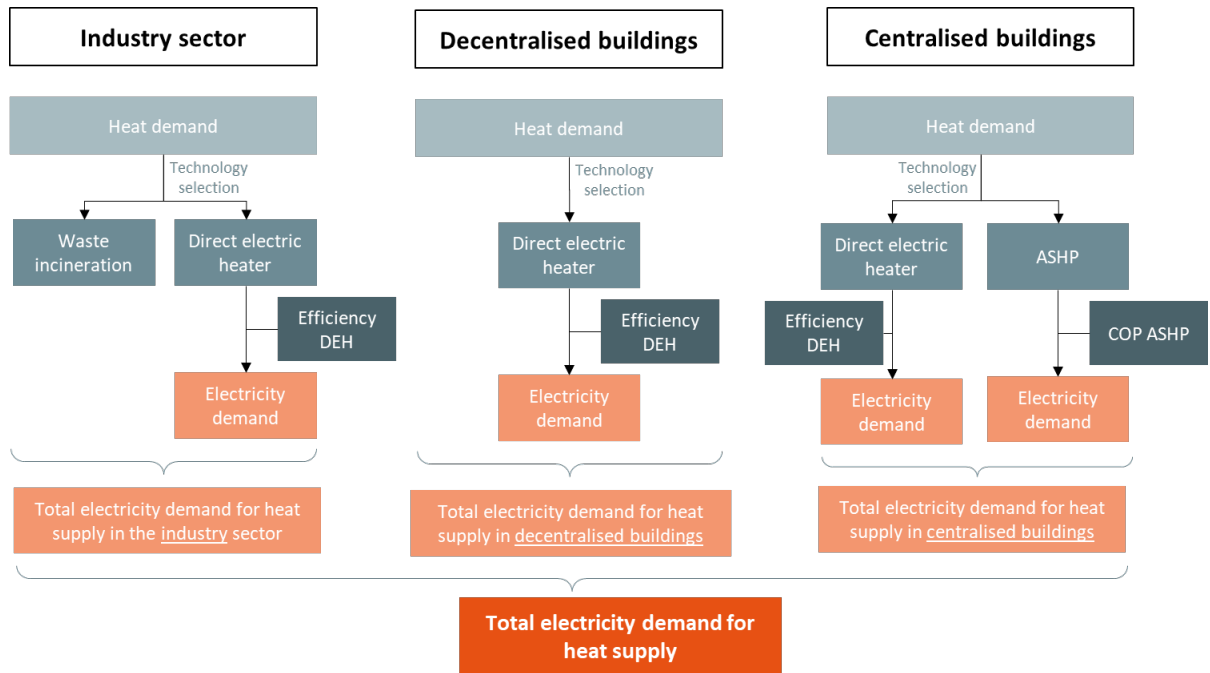 Industry sector
Decentralised buildings
Centralised buildings
Heat demand
Heat demand
Heat demand
Technology
selection
Technology
selection
Technology
selection
Waste
incineration
Direct electric
heater
Direct electric
heater
Direct electric
heater
ASHP
Efficiency
DEH
Efficiency
DEH
Efficiency
DEH
COP ASHP
Electricity
demand
Electricity
demand
Electricity
demand
Electricity
demand
Total electricity demand for heat
supply in the industry sector
Total electricity demand for heat
supply in decentralised buildings
Total electricity demand for heat
supply in centralised buildings
Total electricity demand for
heat supply